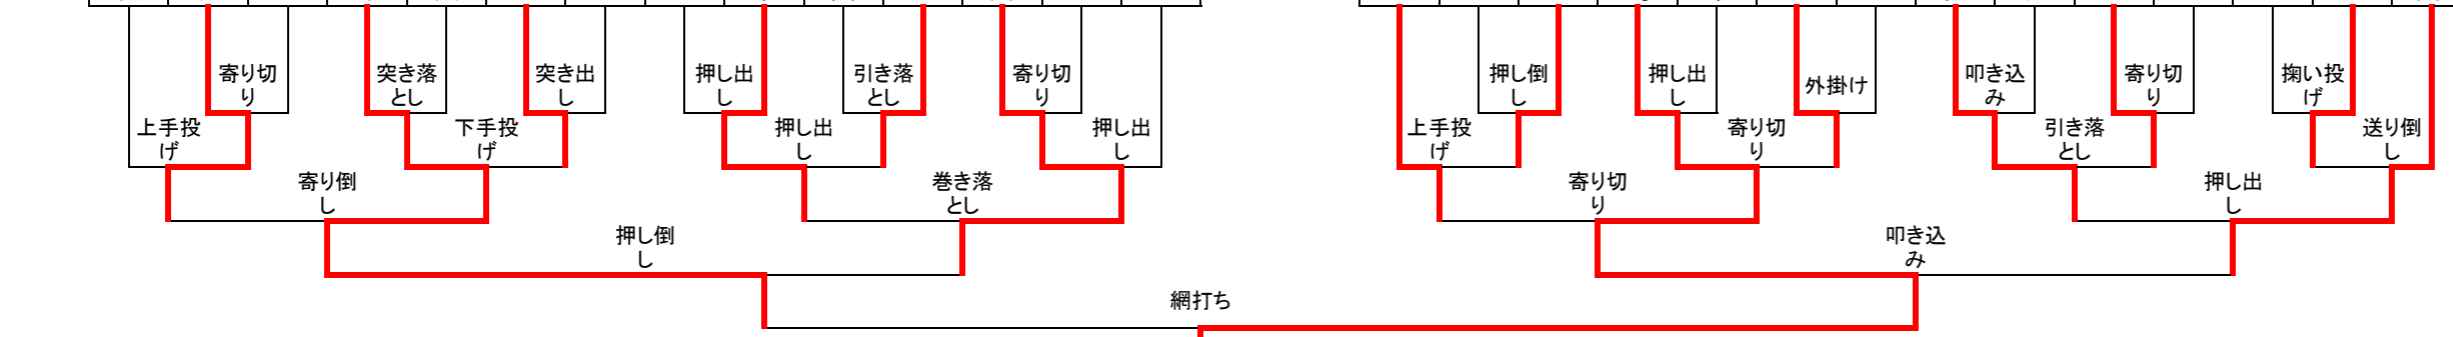 寄り切
り
突き落
とし
突き出
し
押し出
し
引き落
とし
寄り切
り
押し倒
し
押し出
し
外掛け
叩き込
み
寄り切
り
掬い投
げ
上手投
げ
下手投
げ
押し出
し
押し出
し
上手投
げ
寄り切
り
引き落
とし
送り倒
し
寄り倒
し
巻き落
とし
寄り切
り
押し出
し
押し倒
し
叩き込
み
網打ち